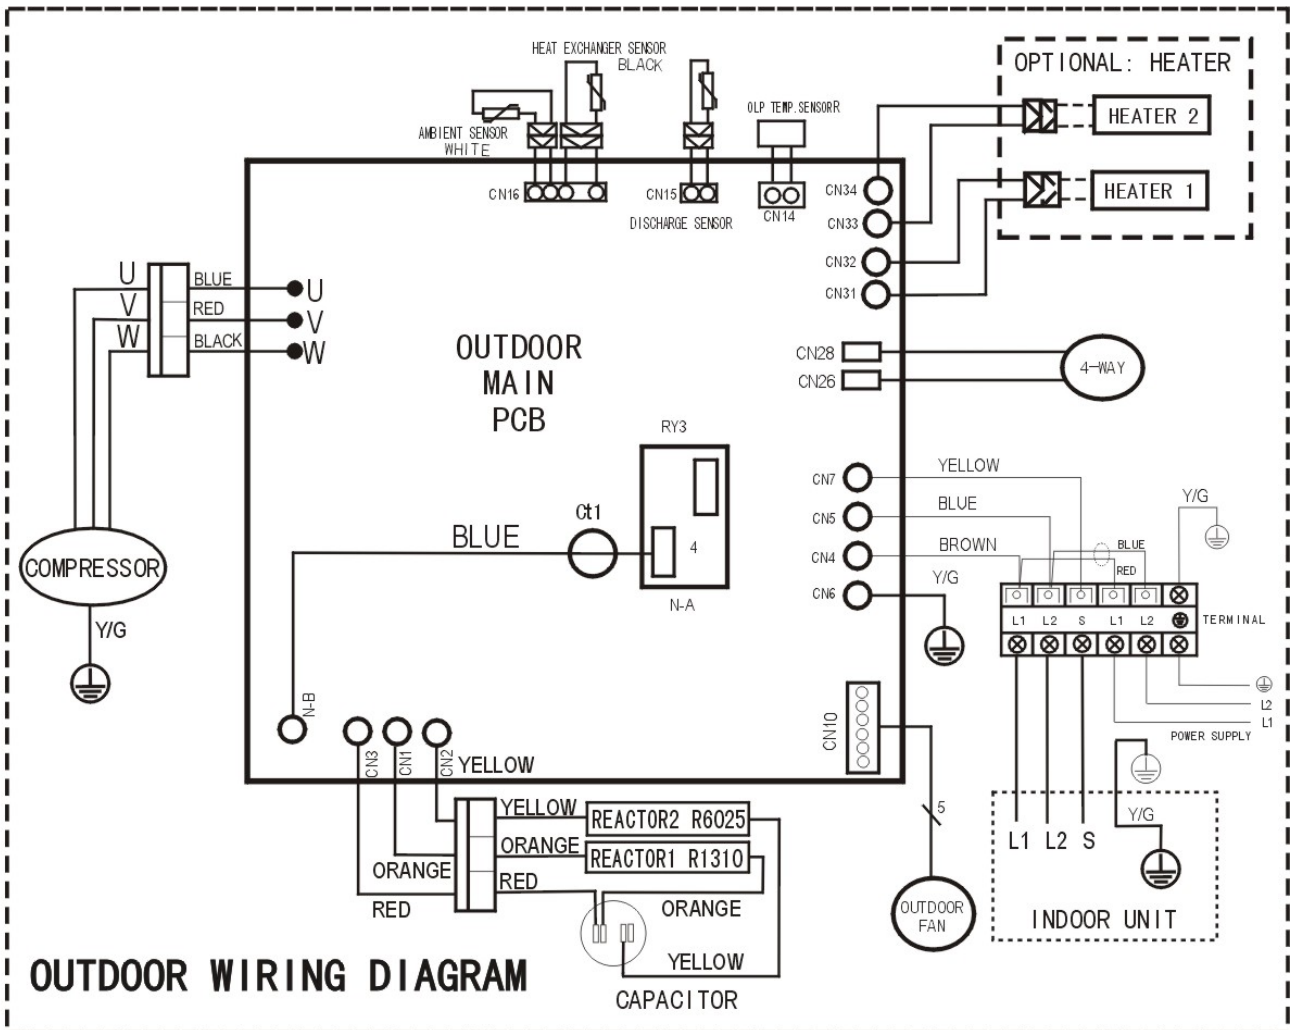 HEAT EXCHANGER SENSOR
BLACK
OPTIONAL: HEATER
OLP TEMP.SENSORR
HEATER 2
AMBIENT SENSOR
WHITE
CN16
CN15
CN14
DISCHARGE SENSOR
CN34
CN33
CN32
CN31
HEATER 1
U
V
W
BLUE
RED
BLACK
U
V
W
OUTDOOR
MAIN
PCB
CN28
CN26
4-WAY
RY3
4
N-A
Ct1
BLUE
CN7
CN5
CN4
CN6
YELLOW
BLUE
BROWN
Y/G
Y/G
BLUE
RED
L1 L2 S L1 L2
TERMINAL
L2
L1
POWER SUPPLY
COMPRESSOR
Y/G
N-B
CN3
CN1
CN2
YELLOW
CN10
5
OUTDOOR
FAN
YELLOW
ORANGE
RED
REACTOR2 R6025
REACTOR1 R1310
ORANGE
RED
ORANGE
YELLOW
CAPACITOR
Y/G
L1 L2 S
INDOOR UNIT
OUTDOOR WIRING DIAGRAM